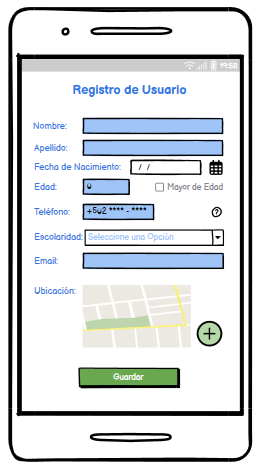 19:50
Registro de Usuario
Nombre:
Apellido:
Fecha de Nacimiento: / /
Edad: 0 Mayor de Edad
Teléfono: +502 **** - **** ?
Escolaridad: Seleccione una Opción
Email:
Ubicación:
+
Guardar